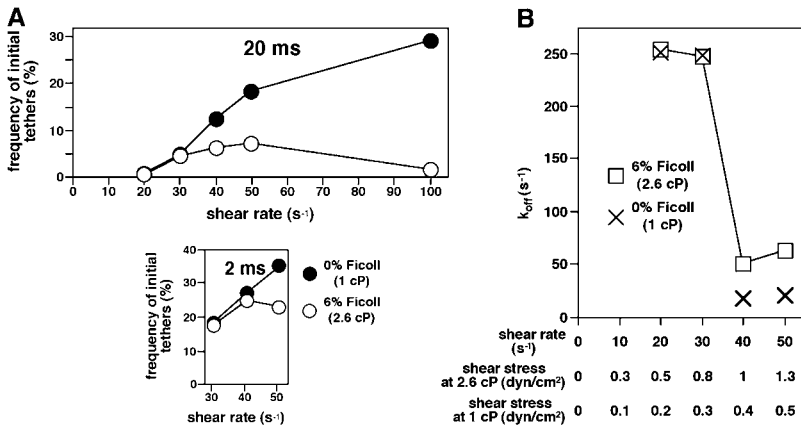 A
frequency of initial
tethers (%)
30
20
10
0
20 ms
0 10 20 30 40 50 60 70 80 90 100
shear rate (s-1)
frequency of initial
tethers (%)
40
30
20
10
0
2 ms
30 40 50
shear rate (s-1)
0% Ficoll
(1 cP)
6% Ficoll
(2.6 cP)
B
koff (s-1)
250
200
150
100
50
0
6% Ficoll
(2.6 cP)
0% Ficoll
(1 cP)
shear rate (s-1) 0 10 20 30 40 50
shear stress
at 2.6 cP (dyn/cm2) 0 0.3 0.5 0.8 1 1.3
shear stress
at 1 cP (dyn/cm2) 0 0.1 0.2 0.3 0.4 0.5